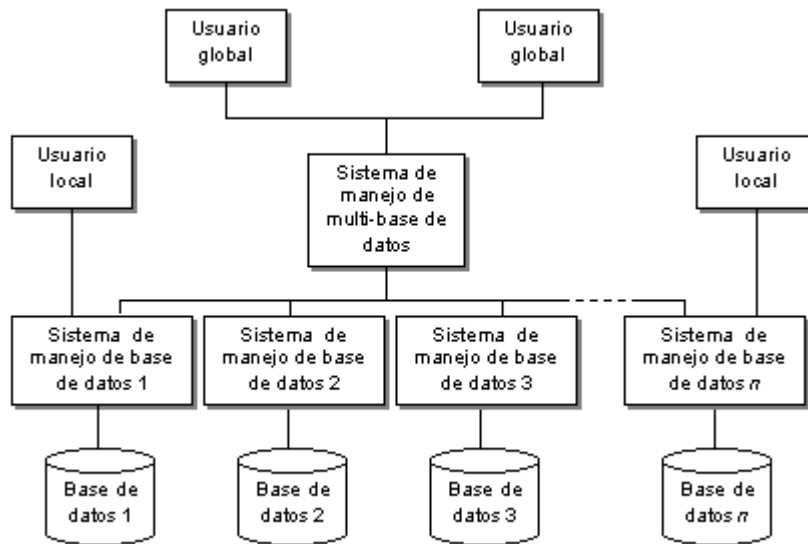 Usuario
global
Usuario
global
Usuario
local
Sistema de
manejo de
multi-base de
datos
Usuario
local
Sistema de
manejo de base
de datos 1
Sistema de
manejo de base
de datos 2
Sistema de
manejo de base
de datos 3
Sistema de
manejo de base
de datos n
Base de
datos 1
Base de
datos 2
Base de
datos 3
Base de
datos n